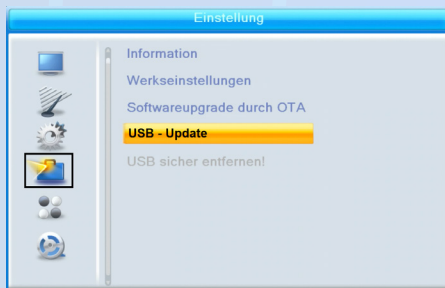 Einstellung
Information
Werkseinstellungen
Softwareupgrade durch OTA
USB - Update
USB sicher entfernen!